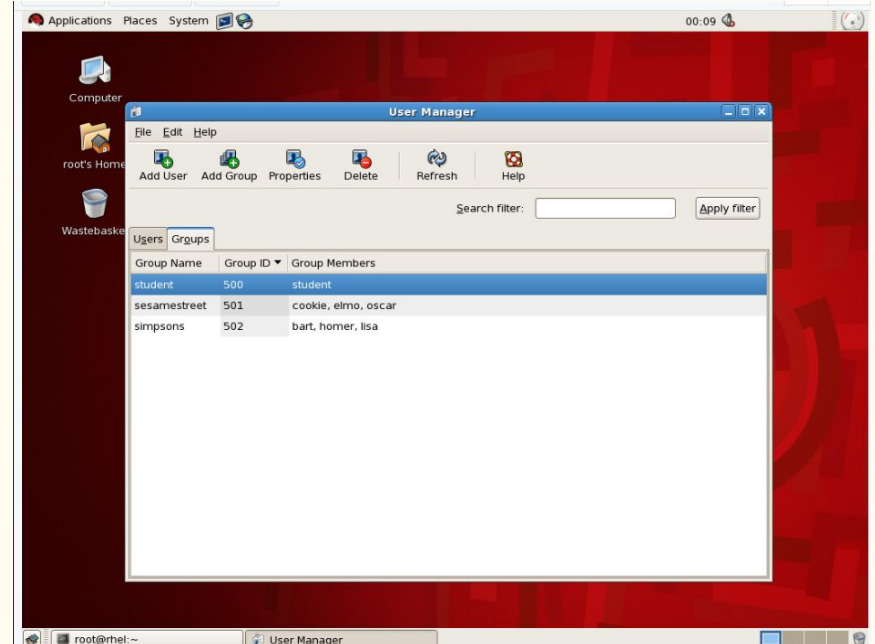 Applications Places System 00:09
Computer
User Manager
File Edit Help
root's Home
Add User Add Group Properties Delete Refresh Help
Search filter: Apply filter
Wastebaske
Users Groups
Group Name Group ID Group Members
student 500 student
sesamestreet 501 cookie, elmo, oscar
simpsons 502 bart, homer, lisa
root@rhel:~ User Manager